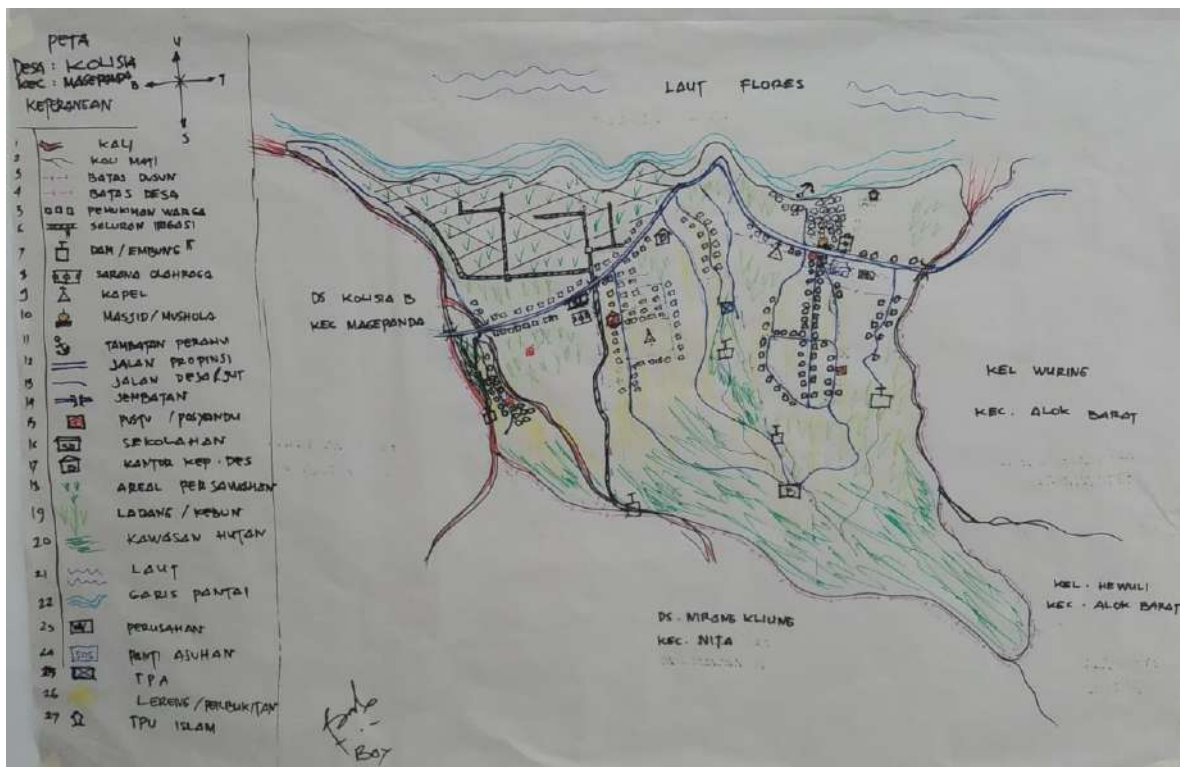 PETA
DESA : KOLISIA
KEC : MAGEPANDA
KETERANGAN
U
B
T
S
1 KALI
2 KALI MATI
3 BATAS DUSUN
4 BATAS DESA
5 PEMUKIMAN WARGA
6 SALURAN IRIGASI
7 DAM / EMBUNG
8 SARANA OLAHRAGA
9 KAPEL
10 MASJID / MUSHOLA
11 TAMBATAN PERAHU
12 JALAN PROPINSI
13 JALAN DESA/JUT
14 JEMBATAN
15 PUSTU / POSYANDU
16 SEKOLAHAN
17 KANTOR KEP. DES
18 AREAL PERSAWAHAN
19 LADANG / KEBUN
20 KAWASAN HUTAN
21 LAUT
22 GARIS PANTAI
23 PERUSAHAN
24 SOS PANTI ASUHAN
25 TPA
26 LERENG / PERBUKITAN
27 TPU ISLAM
LAUT FLORES
DS KOLISIA B
KEC MAGEPANDA
KEL WURING
KEC. ALOK BARAT
KEL. HEWULI
KEC. ALOK BARAT
DS. NIRANG KLIUNG
KEC. NITA
BOY